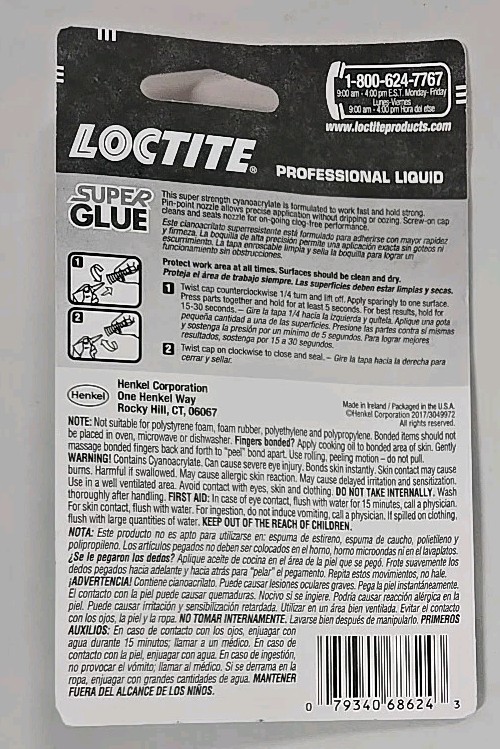 1-800-624-7767
9:00 am - 4:00 pm E.S.T. Monday- Friday
Lunes-Viernes
9:00 am - 4:00 pm Hora del este
www.loctiteproducts.com
LOCTITE®
PROFESSIONAL LIQUID
SUPER
GLUE
This super strength cyanoacrylate is formulated to work fast and hold strong.
Pin-point nozzle allows precise application without dripping or oozing. Screw-on cap
cleans and seats nozzle for on-going clog-free performance.
Este cianoacrilato superresistente está formulado para adherirse con mayor rapidez
y firmeza. La boquilla de alta precisión permite una aplicación exacta sin goteos ni
escurrimiento. La tapa enroscable limpia y sella la boquilla para lograr un
funcionamiento sin obstrucciones.
Protect work area at all times. Surfaces should be clean and dry.
Proteja el área de trabajo siempre. Las superficies deben estar limpias y secas.
1
1 Twist cap counterclockwise 1/4 turn and lift off. Apply sparingly to one surface.
Press parts together and hold for at least 5 seconds. For best results, hold for
15-30 seconds. – Gire la tapa 1/4 hacia la izquierda y quítela. Aplique una gota
pequeña cantidad a una de las superficies. Presione las partes contra sí mismas
y sostenga la presión por un mínimo de 5 segundos. Para lograr mejores
resultados, sostenga por 15 a 30 segundos.
2
2 Twist cap on clockwise to close and seal. – Gire la tapa hacia la derecha para
cerrar y sellar.
Henkel
Henkel Corporation
One Henkel Way
Rocky Hill, CT, 06067
Made in Ireland / Packaged in the U.S.A.
©Henkel Corporation 2017/3049972
All rights reserved.
NOTE: Not suitable for polystyrene foam, foam rubber, polyethylene and polypropylene. Bonded items should not
be placed in oven, microwave or dishwasher. Fingers bonded? Apply cooking oil to bonded area of skin. Gently
massage bonded fingers back and forth to "peel" bond apart. Use rolling, peeling motion – do not pull.
WARNING! Contains Cyanoacrylate. Can cause severe eye injury. Bonds skin instantly. Skin contact may cause
burns. Harmful if swallowed. May cause allergic skin reaction. May cause delayed irritation and sensitization.
Use in a well ventilated area. Avoid contact with eyes, skin and clothing. DO NOT TAKE INTERNALLY. Wash
thoroughly after handling. FIRST AID: In case of eye contact, flush with water for 15 minutes, call a physician.
For skin contact, flush with water. For ingestion, do not induce vomiting, call a physician. If spilled on clothing,
flush with large quantities of water. KEEP OUT OF THE REACH OF CHILDREN.
NOTA: Este producto no es apto para utilizarse en: espuma de estireno, espuma de caucho, polietileno y
polipropileno. Los artículos pegados no deben ser colocados en el horno, horno microondas ni en el lavaplatos.
¿Se le pegaron los dedos? Aplique aceite de cocina en el área de la piel que se pegó. Frote suavemente los
dedos pegados hacia adelante y hacia atrás para "pelar" el pegamento. Repita estos movimientos, no hale.
¡ADVERTENCIA! Contiene cianoacrilato. Puede causar lesiones oculares graves. Pega la piel instantáneamente.
El contacto con la piel puede causar quemaduras. Nocivo si se ingiere. Podría causar reacción alérgica en la
piel. Puede causar irritación y sensibilización retardada. Utilizar en un área bien ventilada. Evitar el contacto
con los ojos, la piel y la ropa. NO TOMAR INTERNAMENTE. Lavarse bien después de manipularlo. PRIMEROS
AUXILIOS: En caso de contacto con los ojos, enjuagar con
agua durante 15 minutos; llamar a un médico. En caso de
contacto con la piel, enjuagar con agua. En caso de ingestión,
no provocar el vómito; llamar al médico. Si se derrama en la
ropa, enjuagar con grandes cantidades de agua. MANTENER
FUERA DEL ALCANCE DE LOS NIÑOS.
0 79340 68624 3